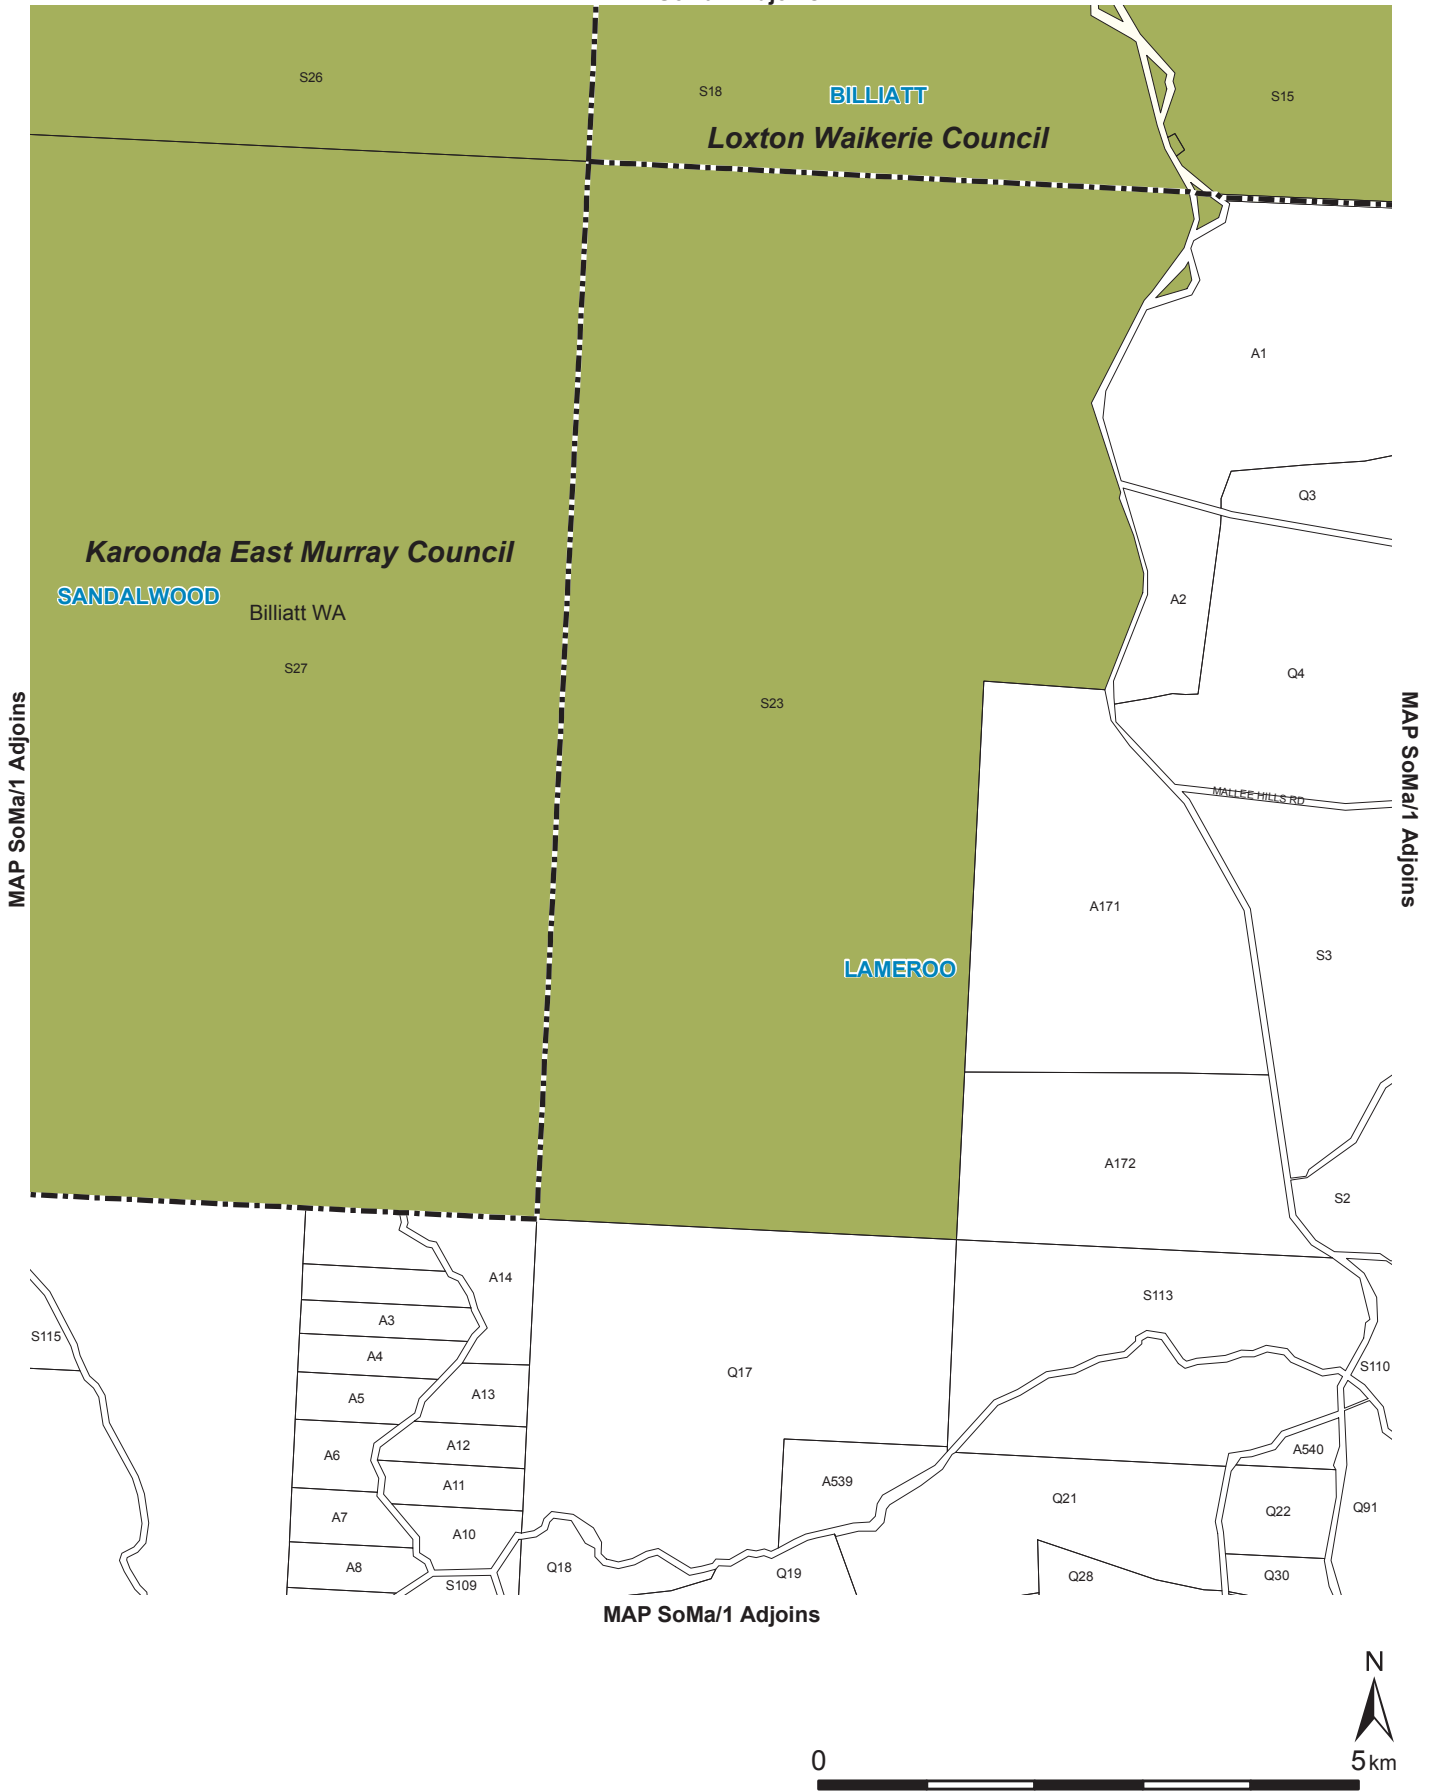 S26
S18
BILLIATT
S15
Loxton Waikerie Council
A1
Q3
Karoonda East Murray Council
SANDALWOOD
Billiatt WA
A2
S27
Q4
S23
MAP SoMa/1 Adjoins
MAP SoMa/1 Adjoins
MALLEE HILLS RD
A171
S3
LAMEROO
A172
S2
A14
S113
A3
S115
A4
Q17
S110
A5
A13
A12
A6
A540
A11
A539
Q21
Q22
Q91
A7
A10
A8
S109
Q18
Q19
Q28
Q30
MAP SoMa/1 Adjoins
N
0
5 km